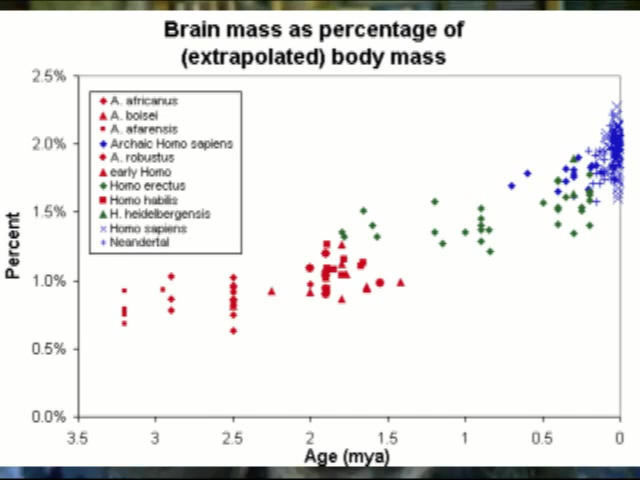 Brain mass as percentage of
(extrapolated) body mass
2.5%
2.0%
1.5%
1.0%
0.5%
0.0%
Percent
A. africanus
A. boisei
A. afarensis
Archaic Homo sapiens
A. robustus
early Homo
Homo erectus
Homo habilis
H. heidelbergensis
Homo sapiens
Neandertal
3.5 3 2.5 2 1.5 1 0.5 0
Age (mya)